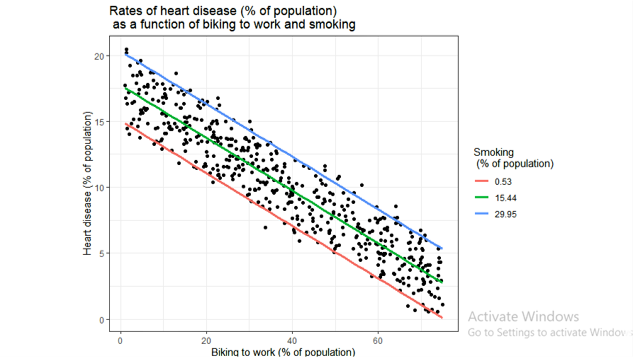 Rates of heart disease (% of population)
as a function of biking to work and smoking
20
15
10
5
0
Heart disease (% of population)
0 20 40 60
Biking to work (% of population)
Smoking
(% of population)
0.53
15.44
29.95
Activate Windows
Go to Settings to activate Window